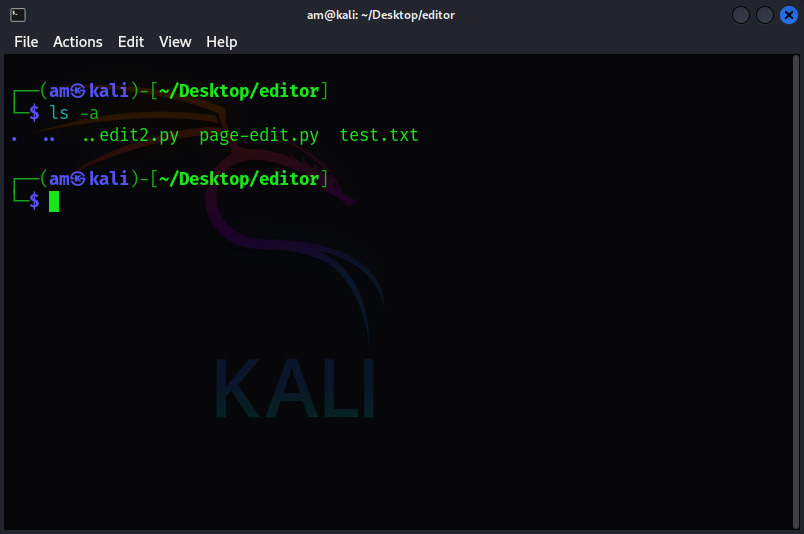 am@kali: ~/Desktop/editor
File Actions Edit View Help
┌──(am㉿kali)-[~/Desktop/editor]
└─$ ls -a
.  ..  ..edit2.py  page-edit.py  test.txt
┌──(am㉿kali)-[~/Desktop/editor]
└─$
KALI